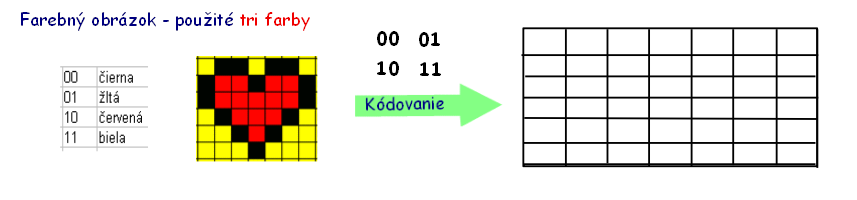 Farebný obrázok - použité tri farby
00 čierna
01 žltá
10 červená
11 biela
00 01
10 11
Kódovanie